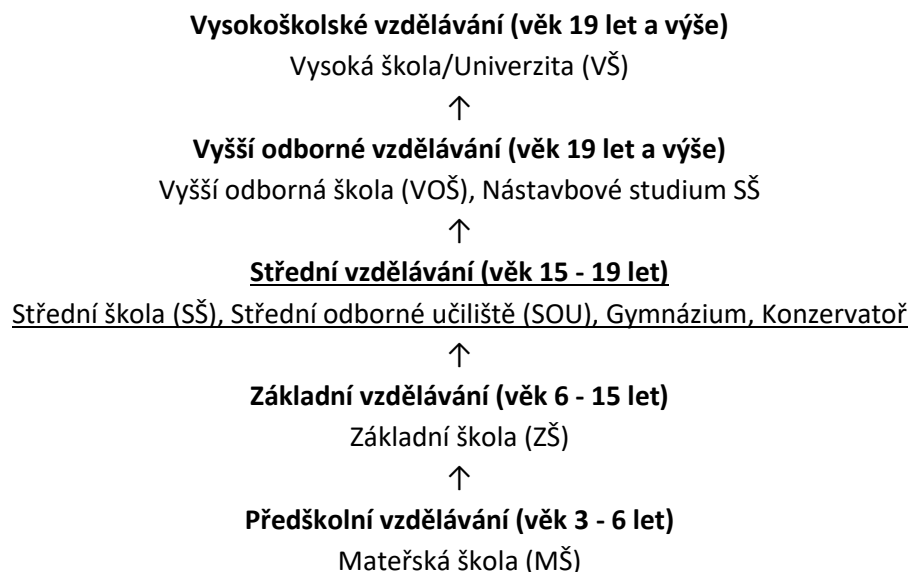 Vysokoškolské vzdělávání (věk 19 let a výše)
Vysoká škola/Univerzita (VŠ)
↑
Vyšší odborné vzdělávání (věk 19 let a výše)
Vyšší odborná škola (VOŠ), Nástavbové studium SŠ
↑
Střední vzdělávání (věk 15 - 19 let)
Střední škola (SŠ), Střední odborné učiliště (SOU), Gymnázium, Konzervatoř
↑
Základní vzdělávání (věk 6 - 15 let)
Základní škola (ZŠ)
↑
Předškolní vzdělávání (věk 3 - 6 let)
Mateřská škola (MŠ)